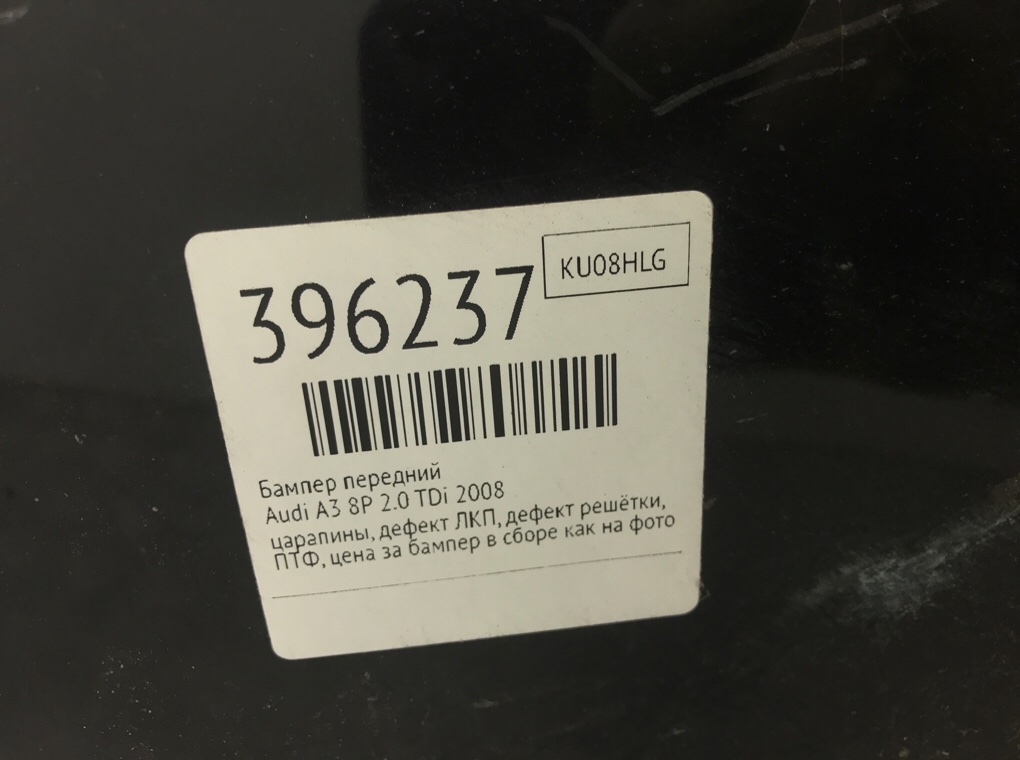 KU08HLG
396237
Бампер передний
Audi A3 8P 2.0 TDi 2008
царапины, дефект ЛКП, дефект решётки,
ПТФ, цена за бампер в сборе как на фото